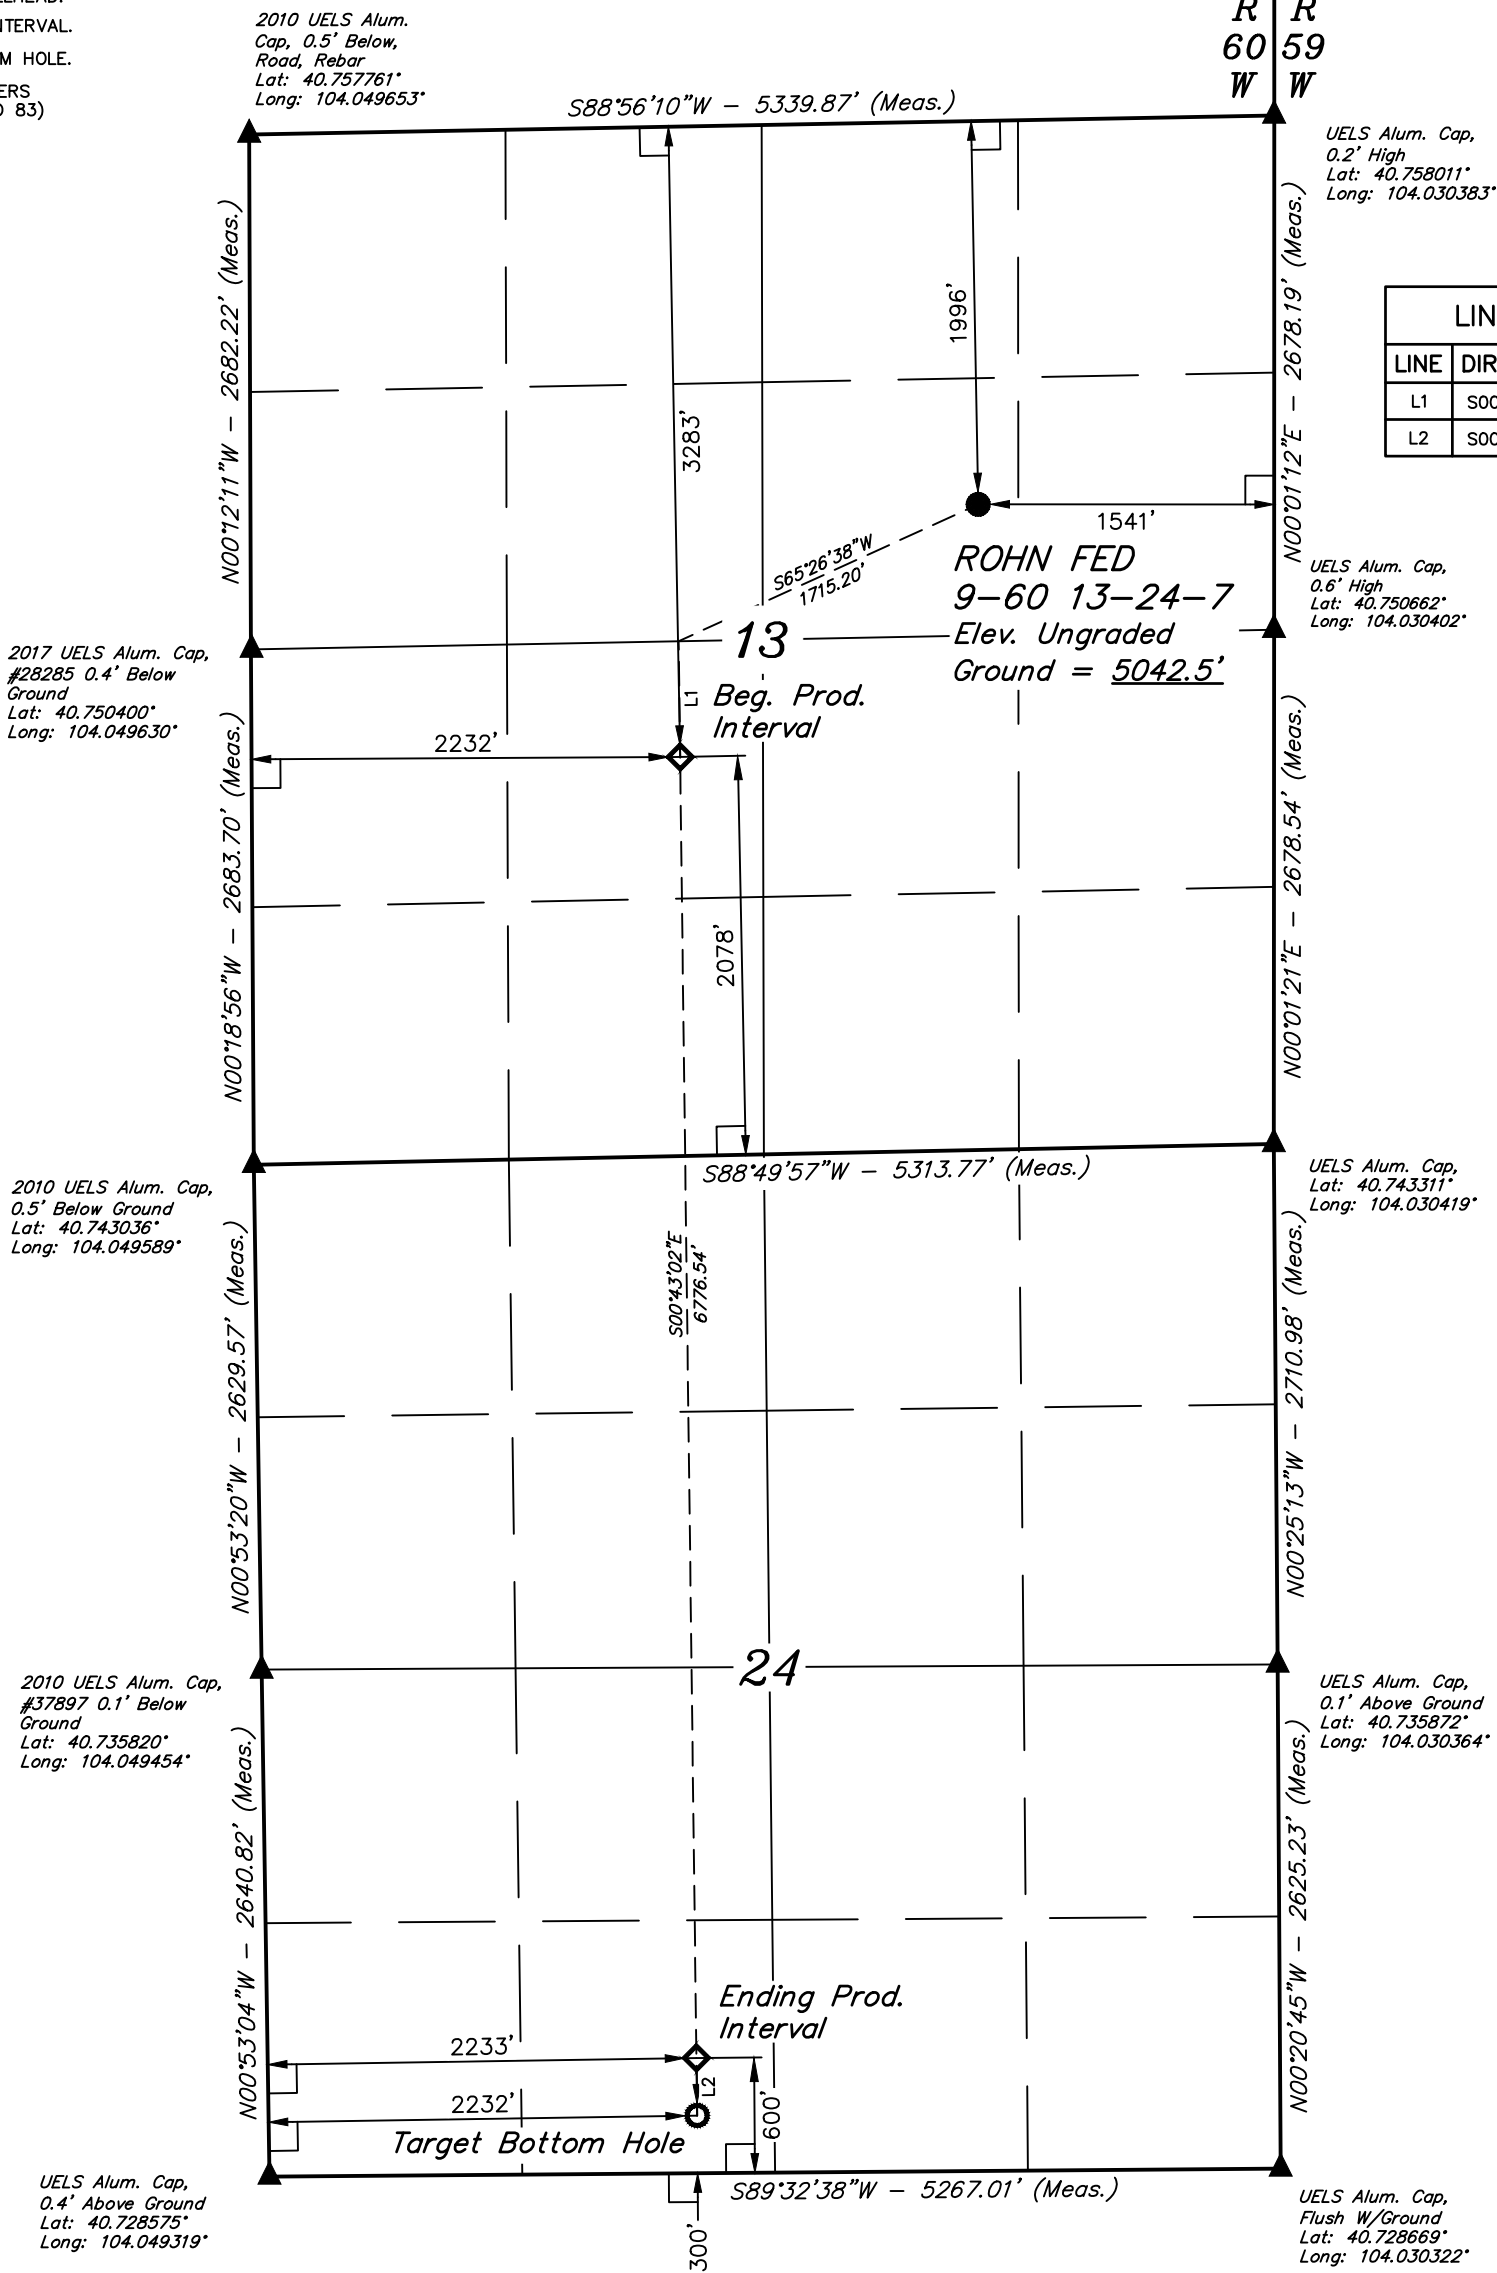 NTERVAL.
M HOLE.
ERS
83)
2010 UELS Alum.
Cap, 0.5' Below,
Road, Rebar
Lat: 40.757761°
Long: 104.049653°
S88°56'10"W - 5339.87' (Meas.)
R R
60 59
W W
UELS Alum. Cap,
0.2' High
Lat: 40.758011°
Long: 104.030383°
N00°12'11"W - 2682.22' (Meas.)
3283'
1996'
N00°01'12"E - 2678.19' (Meas.)
LIN
LINE DIR
L1 S00
L2 S00
1541'
S65°26'38"W
1715.20'
ROHN FED
9-60 13-24-7
Elev. Ungraded
Ground = 5042.5'
UELS Alum. Cap,
0.6' High
Lat: 40.750662°
Long: 104.030402°
13
2017 UELS Alum. Cap,
#28285 0.4' Below
Ground
Lat: 40.750400°
Long: 104.049630°
L1
Beg. Prod.
Interval
2232'
N00°18'56"W - 2683.70' (Meas.)
2078'
N00°01'21"E - 2678.54' (Meas.)
S88°49'57"W - 5313.77' (Meas.)
2010 UELS Alum. Cap,
0.5' Below Ground
Lat: 40.743036°
Long: 104.049589°
UELS Alum. Cap,
Lat: 40.743311°
Long: 104.030419°
S00°43'02"E
6776.54'
N00°53'20"W - 2629.57' (Meas.)
N00°25'13"W - 2710.98' (Meas.)
24
2010 UELS Alum. Cap,
#37897 0.1' Below
Ground
Lat: 40.735820°
Long: 104.049454°
UELS Alum. Cap,
0.1' Above Ground
Lat: 40.735872°
Long: 104.030364°
N00°53'04"W - 2640.82' (Meas.)
N00°20'45"W - 2625.23' (Meas.)
Ending Prod.
Interval
2233'
L2
2232'
600'
Target Bottom Hole
S89°32'38"W - 5267.01' (Meas.)
300'
UELS Alum. Cap,
0.4' Above Ground
Lat: 40.728575°
Long: 104.049319°
UELS Alum. Cap,
Flush W/Ground
Lat: 40.728669°
Long: 104.030322°